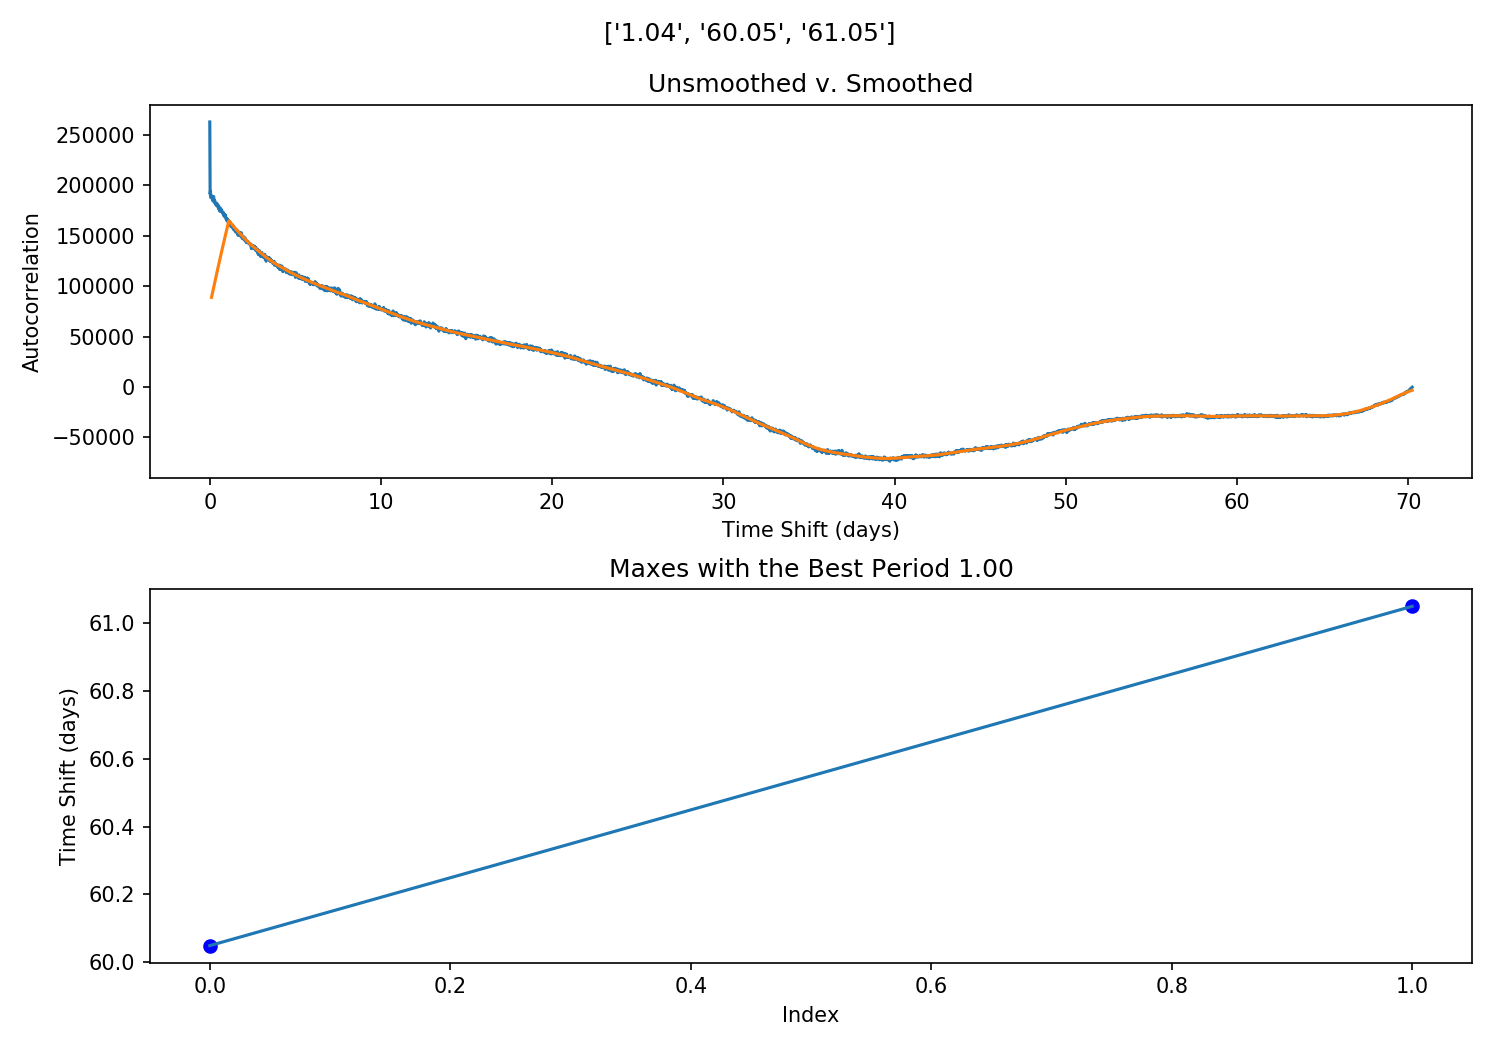 ['1.04', '60.05', '61.05']
Unsmoothed v. Smoothed
250000
200000
150000
100000
50000
0
−50000
Autocorrelation
0 10 20 30 40 50 60 70
Time Shift (days)
Maxes with the Best Period 1.00
61.0
60.8
60.6
60.4
60.2
60.0
Time Shift (days)
0.0 0.2 0.4 0.6 0.8 1.0
Index